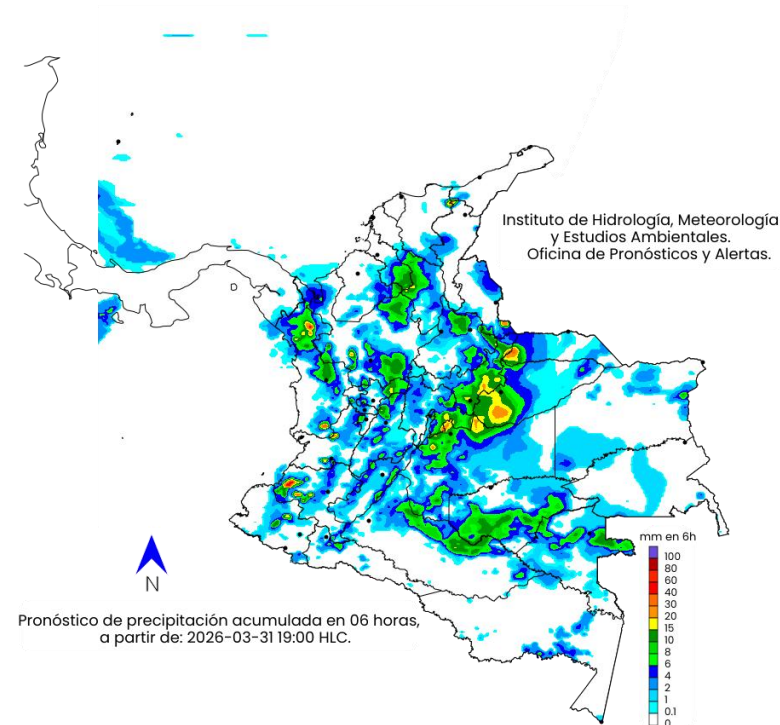 Instituto de Hidrología, Meteorología
y Estudios Ambientales.
Oficina de Pronósticos y Alertas.
N
Pronóstico de precipitación acumulada en 06 horas,
a partir de: 2026-03-31 19:00 HLC.
mm en 6h
100
80
60
40
30
20
15
10
8
6
4
2
1
0.1
0